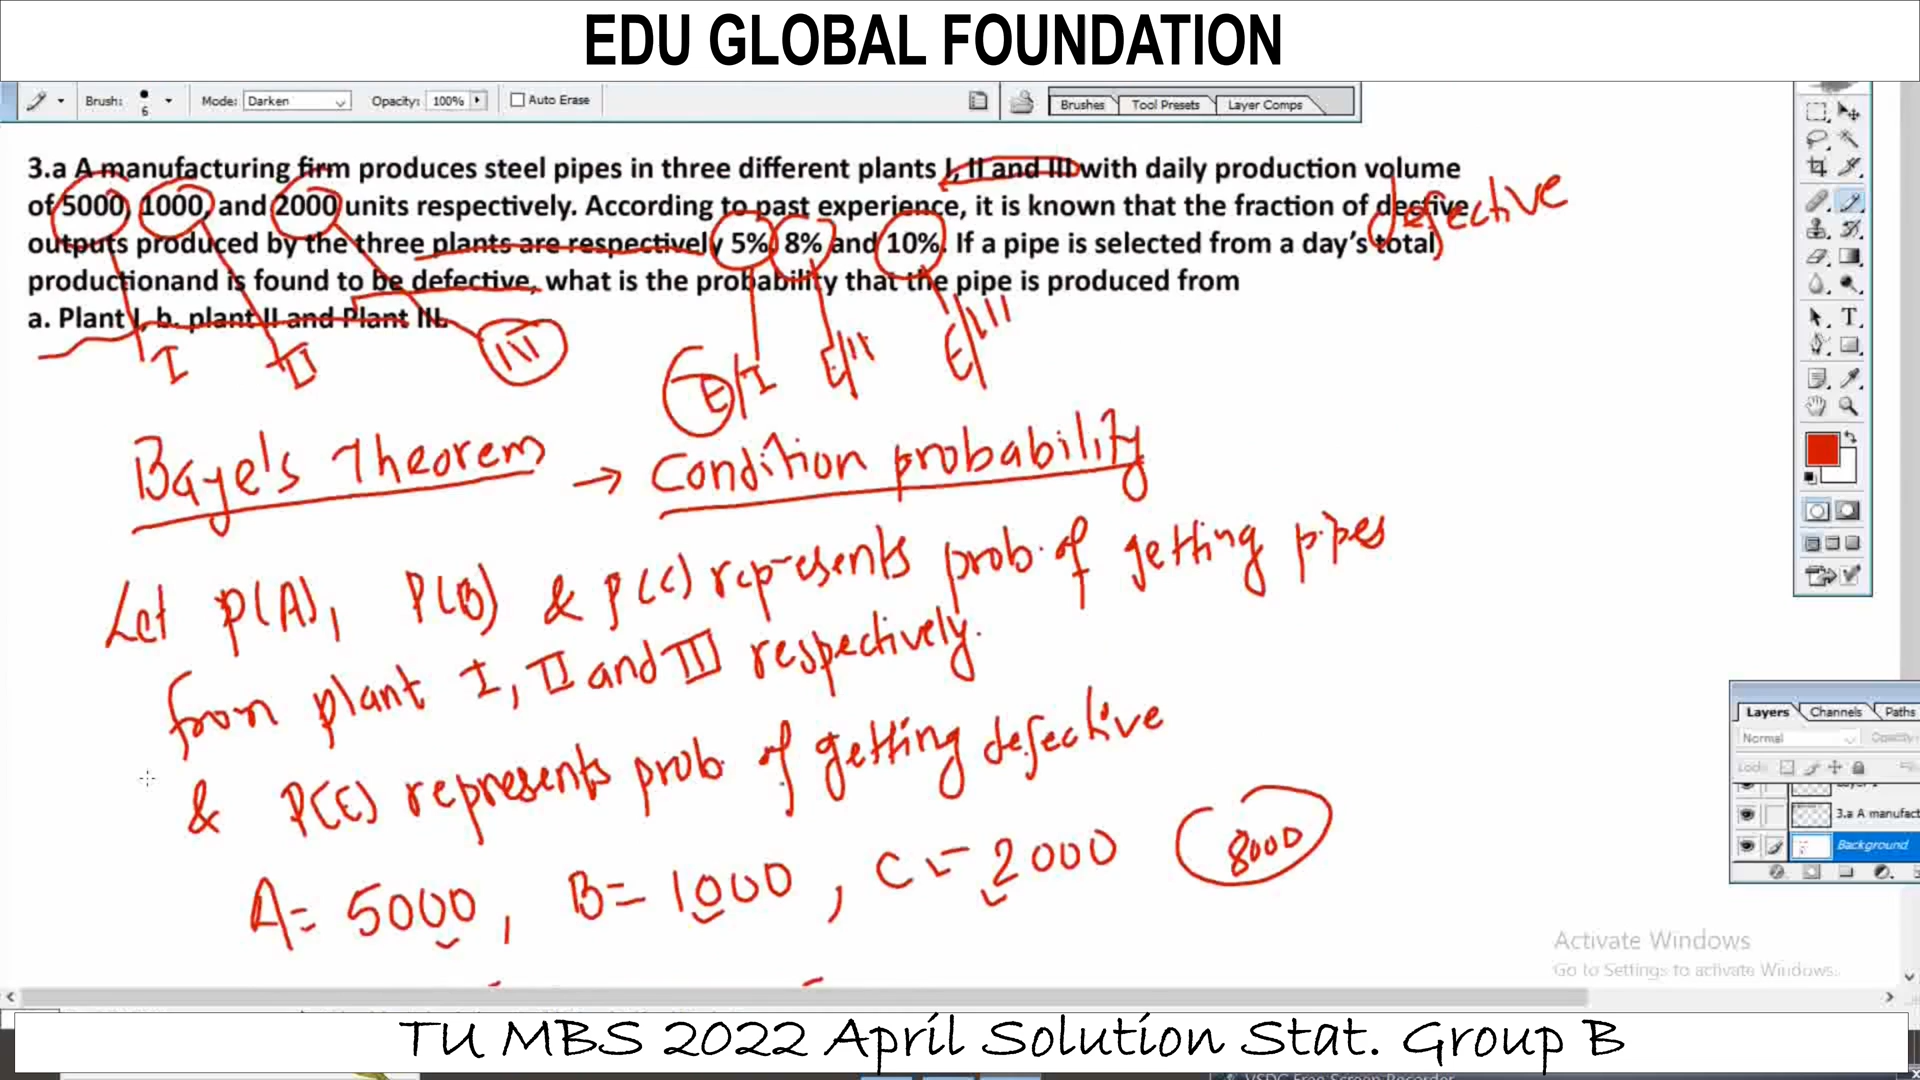 EDU GLOBAL FOUNDATION
Brush: 6 Mode: Darken Opacity: 100% Auto Erase Brushes Tool Presets Layer Comps
3.a A manufacturing firm produces steel pipes in three different plants I, II and III with daily production volume
of 5000, 1000, and 2000 units respectively. According to past experience, it is known that the fraction of dective
defective
outputs produced by the three plants are respectively 5% 8% and 10%. If a pipe is selected from a day's total
productionand is found to be defective, what is the probability that the pipe is produced from
a. Plant I, b. plant II and Plant III.
I II III E/I E/II E/III
Baye's Theorem → Condition probability
Let P(A), P(B) & P(C) represents prob. of getting pipes
from plant I, II and III respectively.
& P(E) represents prob. of getting defective
A= 5000, B= 1000, C= 2000 8000
Layers Channels Paths
Normal Opacity:
Lock:
3.a A manufact
Background
Activate Windows
Go to Settings to activate Windows.
TU MBS 2022 April Solution Stat. Group B